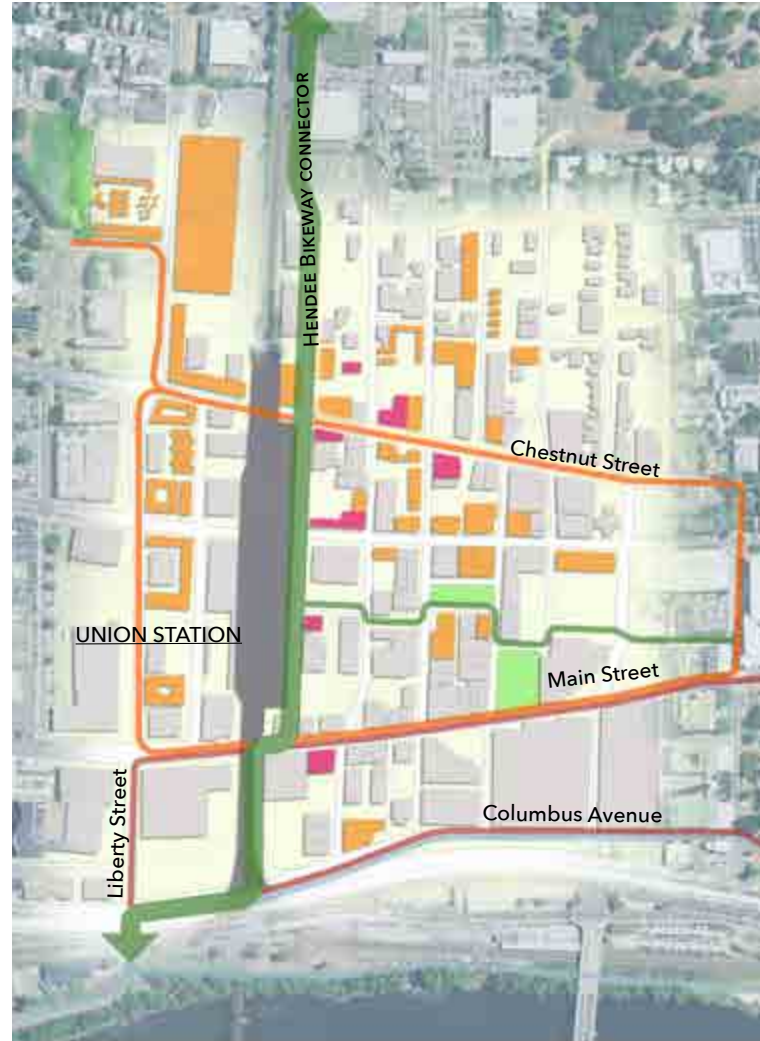 HENDEE BIKEWAY CONNECTOR
Chestnut Street
UNION STATION
Main Street
Liberty Street
Columbus Avenue